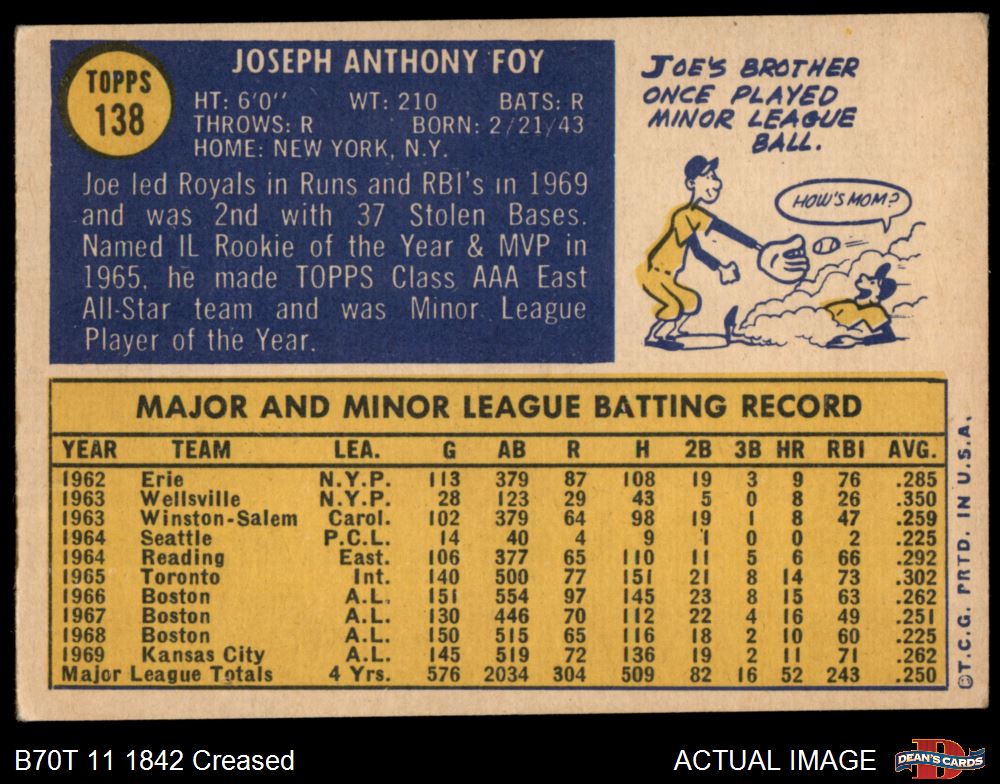 TOPPS
138
JOSEPH ANTHONY FOY
HT: 6'0" WT: 210 BATS: R
THROWS: R BORN: 2/21/43
HOME: NEW YORK, N.Y.
Joe led Royals in Runs and RBI's in 1969
and was 2nd with 37 Stolen Bases.
Named IL Rookie of the Year & MVP in
1965, he made TOPPS Class AAA East
All-Star team and was Minor League
Player of the Year.
JOE'S BROTHER
ONCE PLAYED
MINOR LEAGUE
BALL.
HOW'S MOM?
MAJOR AND MINOR LEAGUE BATTING RECORD
YEAR TEAM LEA. G AB R H 2B 3B HR RBI AVG.
1962 Erie N.Y.P. 113 379 87 108 19 3 9 76 .285
1963 Wellsville N.Y.P. 28 123 29 43 5 0 8 26 .350
1963 Winston-Salem Carol. 102 379 64 98 19 1 8 47 .259
1964 Seattle P.C.L. 14 40 4 9 1 0 0 2 .225
1964 Reading East. 106 377 65 110 11 5 6 66 .292
1965 Toronto Int. 140 500 77 151 21 8 14 73 .302
1966 Boston A.L. 151 554 97 145 23 8 15 63 .262
1967 Boston A.L. 130 446 70 112 22 4 16 49 .251
1968 Boston A.L. 150 515 65 116 18 2 10 60 .225
1969 Kansas City A.L. 145 519 72 136 19 2 11 71 .262
Major League Totals 4 Yrs. 576 2034 304 509 82 16 52 243 .250
©T.C.G. PRTD. IN U.S.A.
B70T 11 1842 Creased
ACTUAL IMAGE
DEAN'S CARDS